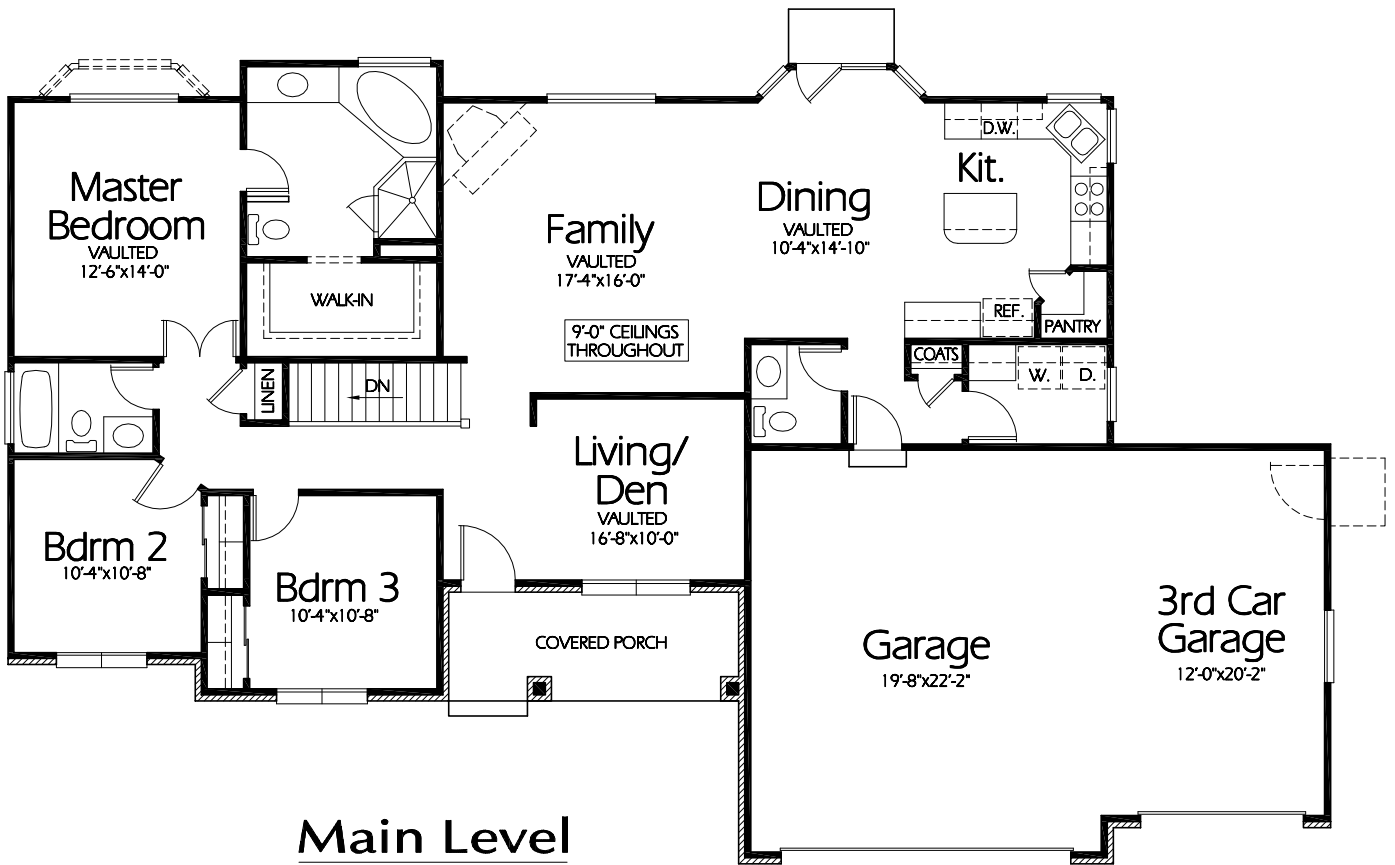 D.W.
Kit.
Master
Bedroom
VAULTED
12'-6"x14'-0"
Dining
VAULTED
10'-4"x14'-10"
Family
VAULTED
17'-4"x16'-0"
WALK-IN
REF.
PANTRY
9'-0" CEILINGS
THROUGHOUT
COATS
W.
D.
LINEN
DN
Living/
Den
VAULTED
16'-8"x10'-0"
Bdrm 2
10'-4"x10'-8"
Bdrm 3
10'-4"x10'-8"
COVERED PORCH
Garage
19'-8"x22'-2"
3rd Car
Garage
12'-0"x20'-2"
Main Level